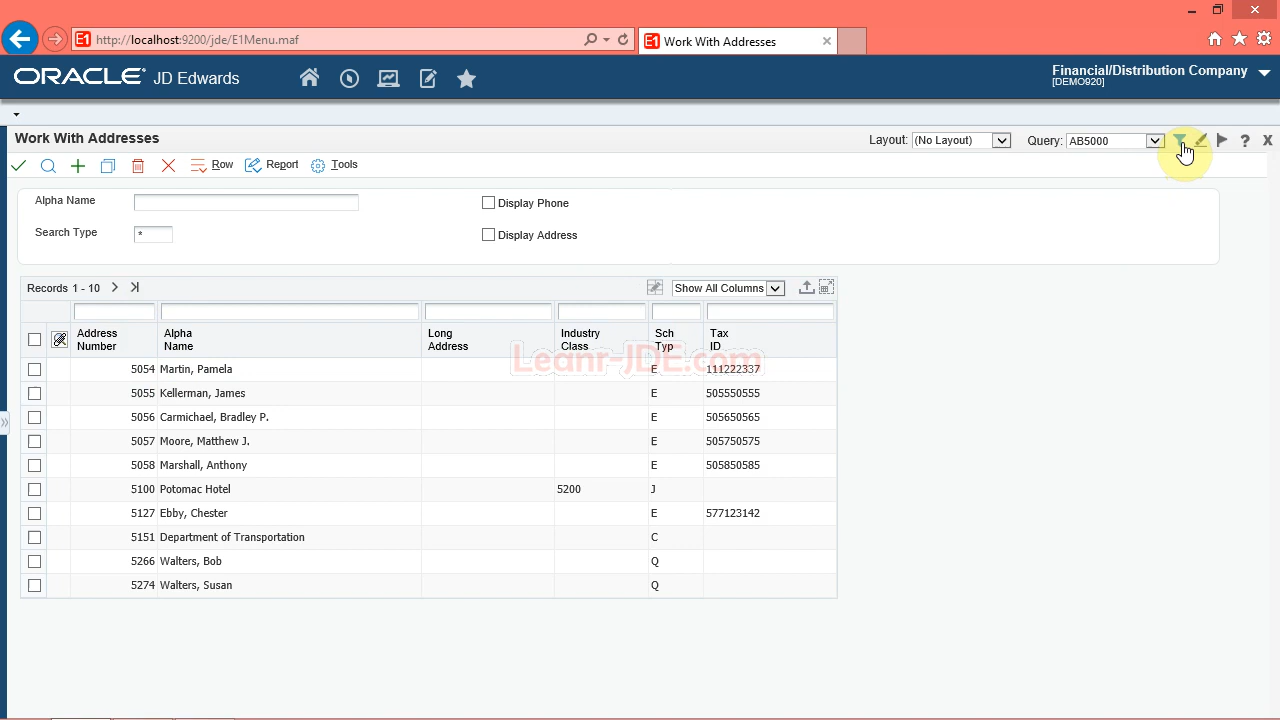 E1 http://localhost:9200/jde/E1Menu.maf
E1 Work With Addresses
ORACLE JD Edwards
Financial/Distribution Company
[DEMO920]
Work With Addresses
Layout: (No Layout) Query: AB5000
Row Report Tools
Alpha Name
Display Phone
Search Type *
Display Address
Records 1 - 10
Show All Columns
Address Number Alpha Name Long Address Industry Class Sch Typ Tax ID
Leanr-JDE.com
5054 Martin, Pamela E 111222337
5055 Kellerman, James E 505550555
5056 Carmichael, Bradley P. E 505650565
5057 Moore, Matthew J. E 505750575
5058 Marshall, Anthony E 505850585
5100 Potomac Hotel 5200 J
5127 Ebby, Chester E 577123142
5151 Department of Transportation C
5266 Walters, Bob Q
5274 Walters, Susan Q